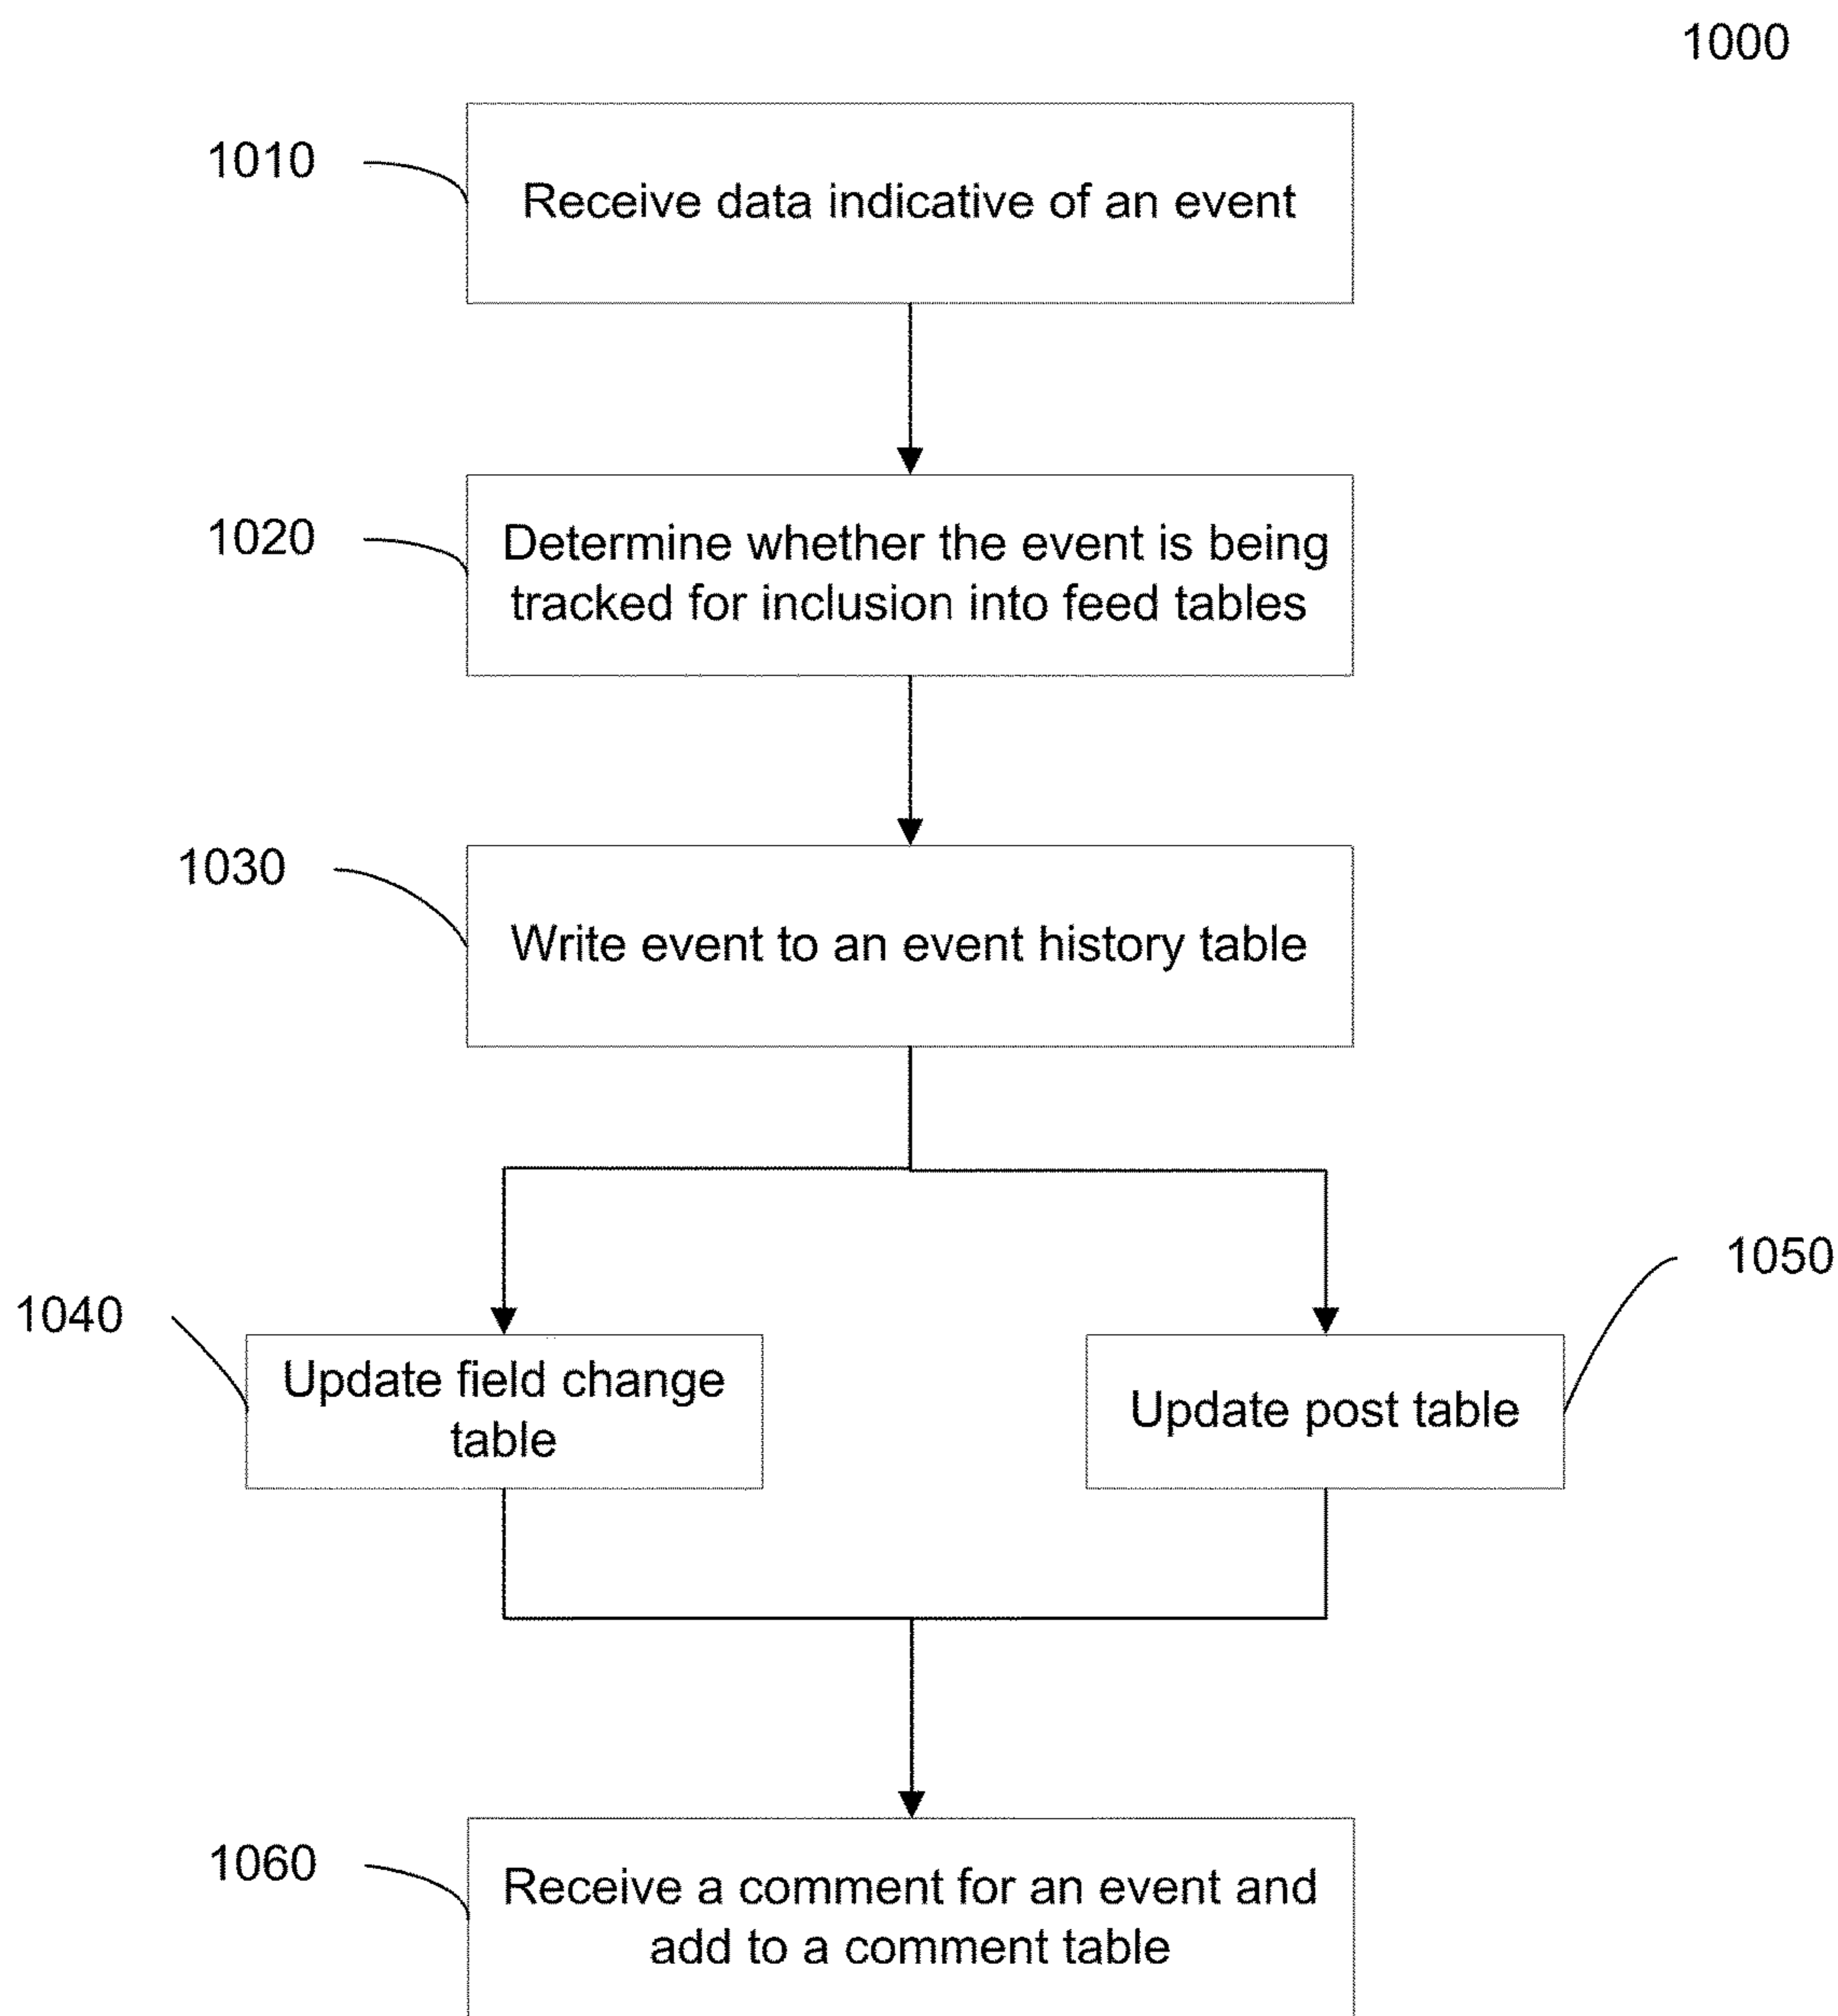 1000
1010
Receive data indicative of an event
1020
Determine whether the event is being
tracked for inclusion into feed tables
1030
Write event to an event history table
1040
Update field change
table
1050
Update post table
1060
Receive a comment for an event and
add to a comment table